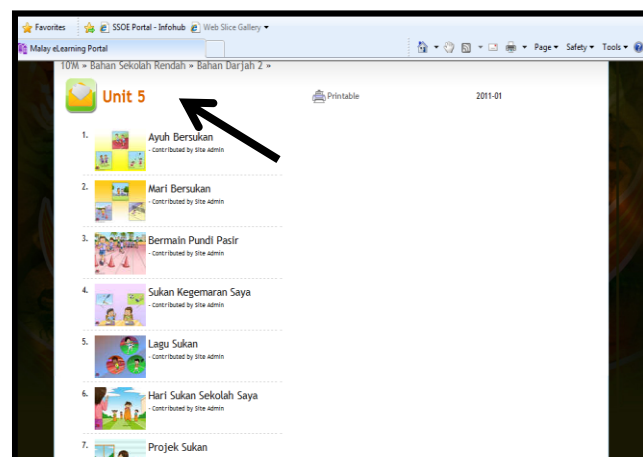 Favorites SSOE Portal - Infohub Web Slice Gallery
Malay eLearning Portal Page Safety Tools
10'M » Bahan Sekolah Rendah » Bahan Darjah 2 »
Unit 5 Printable 2011-01
1. Ayuh Bersukan
- Contributed by Site Admin
2. Mari Bersukan
- Contributed by Site Admin
3. Bermain Pundi Pasir
- Contributed by Site Admin
4. Sukan Kegemaran Saya
- Contributed by Site Admin
5. Lagu Sukan
- Contributed by Site Admin
6. Hari Sukan Sekolah Saya
- Contributed by Site Admin
7. Projek Sukan